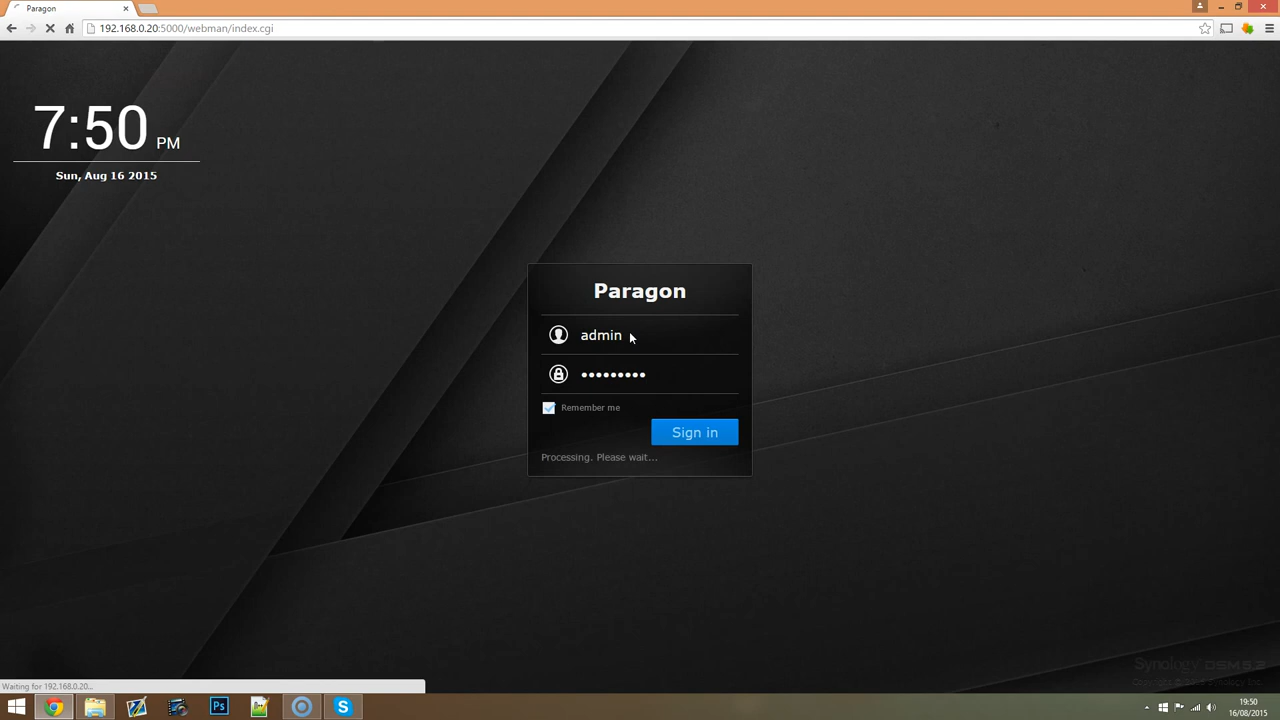 Paragon
192.168.0.20:5000/webman/index.cgi
7:50 PM
Sun, Aug 16 2015
Paragon
admin
•••••••••
Remember me
Sign in
Processing. Please wait...
Synology DSM 5.2
Waiting for 192.168.0.20...
Ps
19:50
16/08/2015